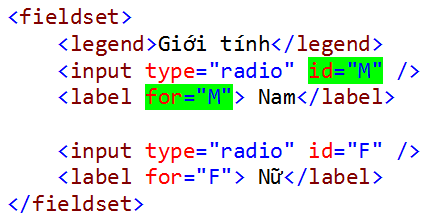 <fieldset>
<legend>Giới tính</legend>
<input type="radio" id="M" />
<label for="M"> Nam</label>
<input type="radio" id="F" />
<label for="F"> Nữ</label>
</fieldset>